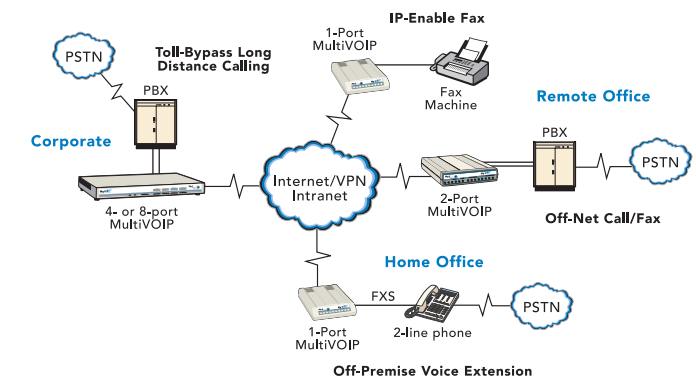 PSTN
Toll-Bypass Long
Distance Calling
PBX
Corporate
4- or 8-port
MultiVOIP
1-Port
MultiVOIP
IP-Enable Fax
Fax
Machine
Internet/VPN
Intranet
Remote Office
PBX
2-Port
MultiVOIP
PSTN
Off-Net Call/Fax
Home Office
1-Port
MultiVOIP
FXS
2-line phone
PSTN
Off-Premise Voice Extension